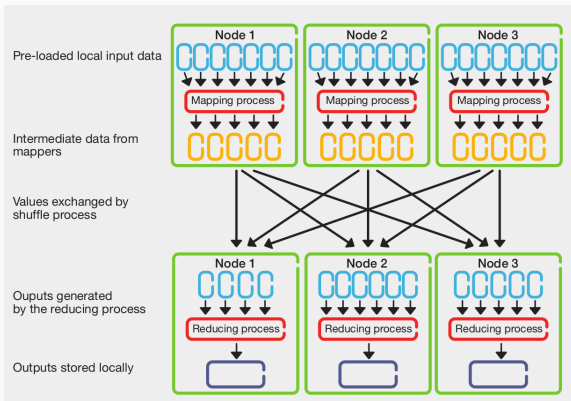 Node 1
Node 2
Node 3
Pre-loaded local input data
Mapping process
Mapping process
Mapping process
Intermediate data from
mappers
Values exchanged by
shuffle process
Node 1
Node 2
Node 3
Ouputs generated
by the reducing process
Reducing process
Reducing process
Reducing process
Outputs stored locally